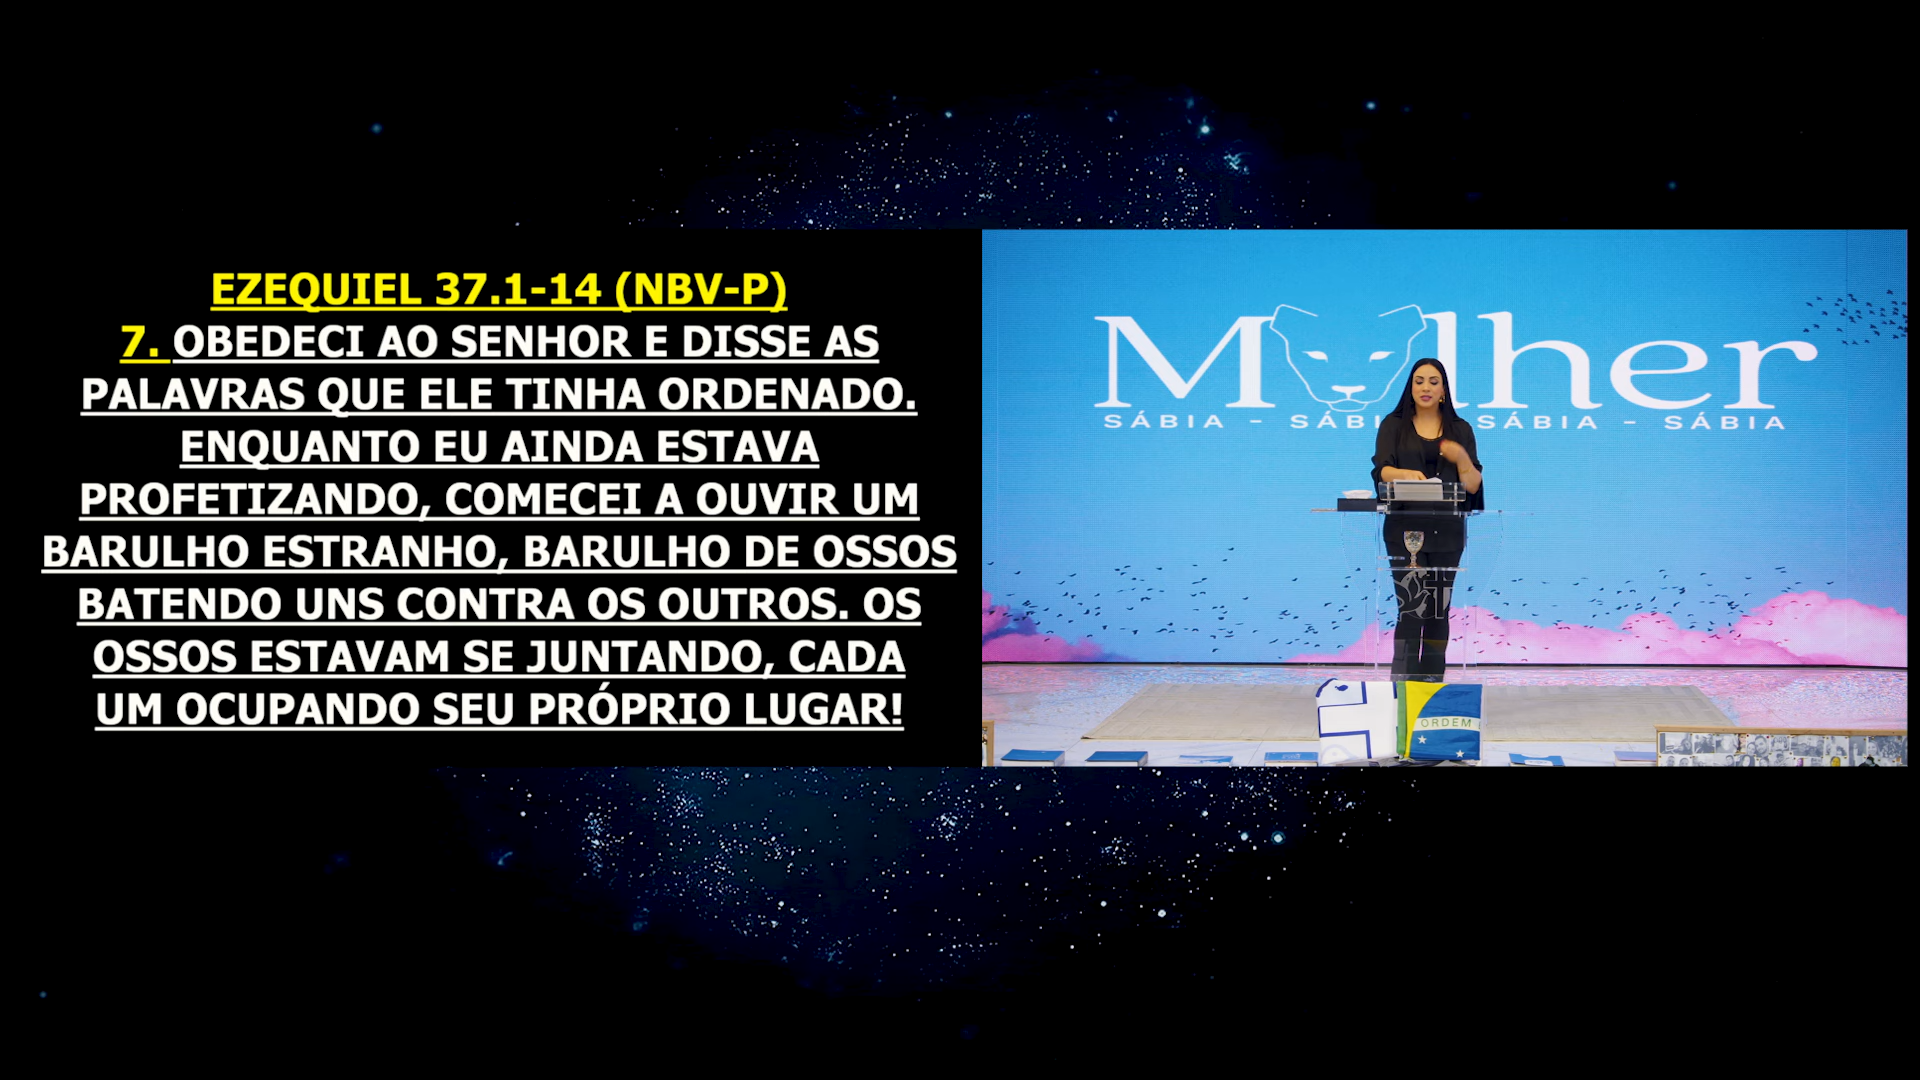 EZEQUIEL 37.1-14 (NBV-P)
7. OBEDECI AO SENHOR E DISSE AS
PALAVRAS QUE ELE TINHA ORDENADO.
ENQUANTO EU AINDA ESTAVA
PROFETIZANDO, COMECEI A OUVIR UM
BARULHO ESTRANHO, BARULHO DE OSSOS
BATENDO UNS CONTRA OS OUTROS. OS
OSSOS ESTAVAM SE JUNTANDO, CADA
UM OCUPANDO SEU PRÓPRIO LUGAR!
Mulher
SÁBIA - SÁBI SÁBIA - SÁBIA
ORDEM